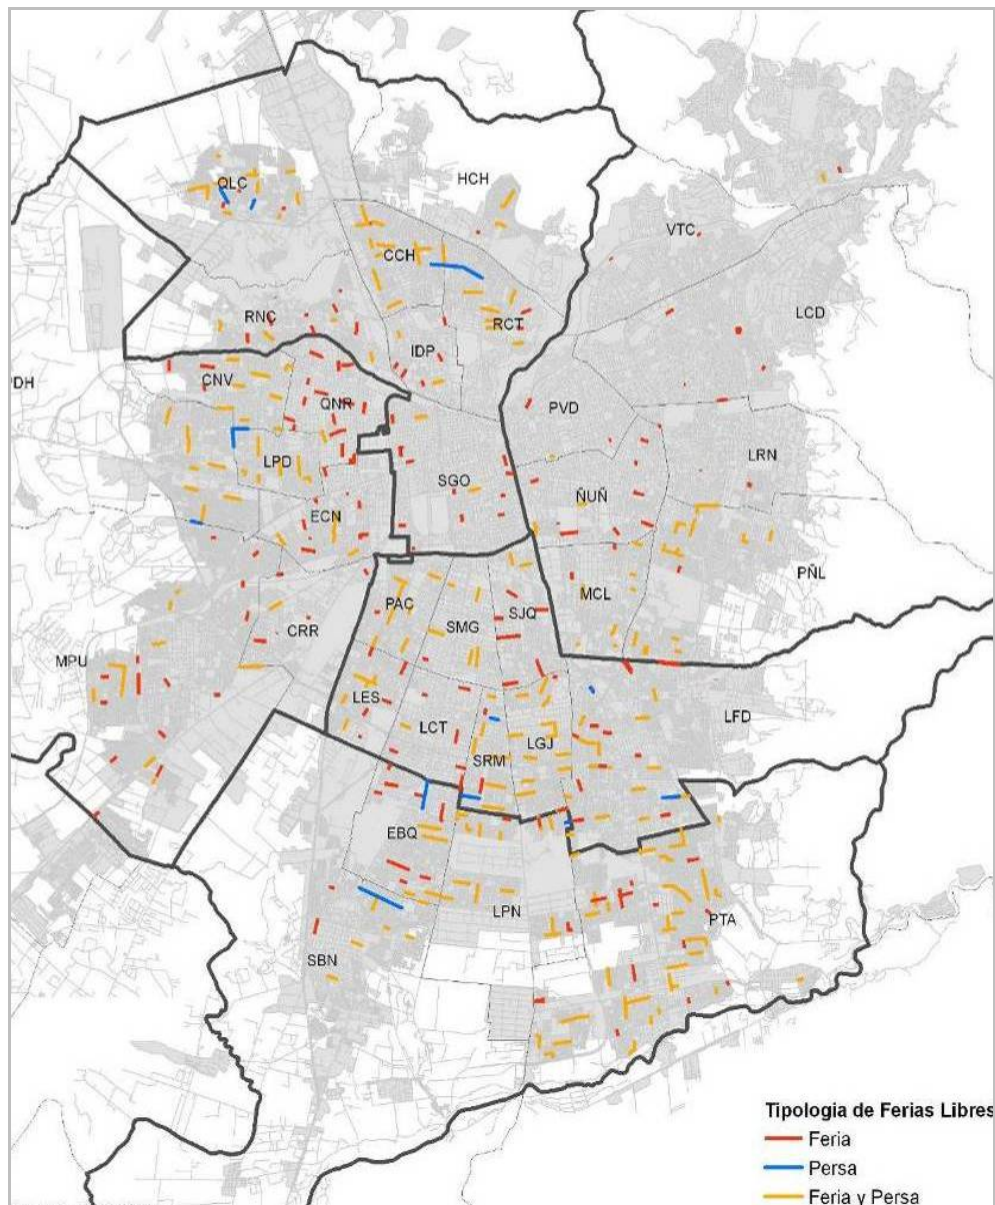 HCH
QLC
VTC
CCH
LCD
RNC
RCT
IDP
CNV
PDH
QNR
PVD
LPD
LRN
SGO
ÑUÑ
ECN
PÑL
MCL
PAC
SJQ
SMG
CRR
MPU
LES
LFD
LCT
LGJ
SRM
EBQ
LPN
PTA
SBN
Tipologia de Ferias Libres
Feria
Persa
Feria y Persa